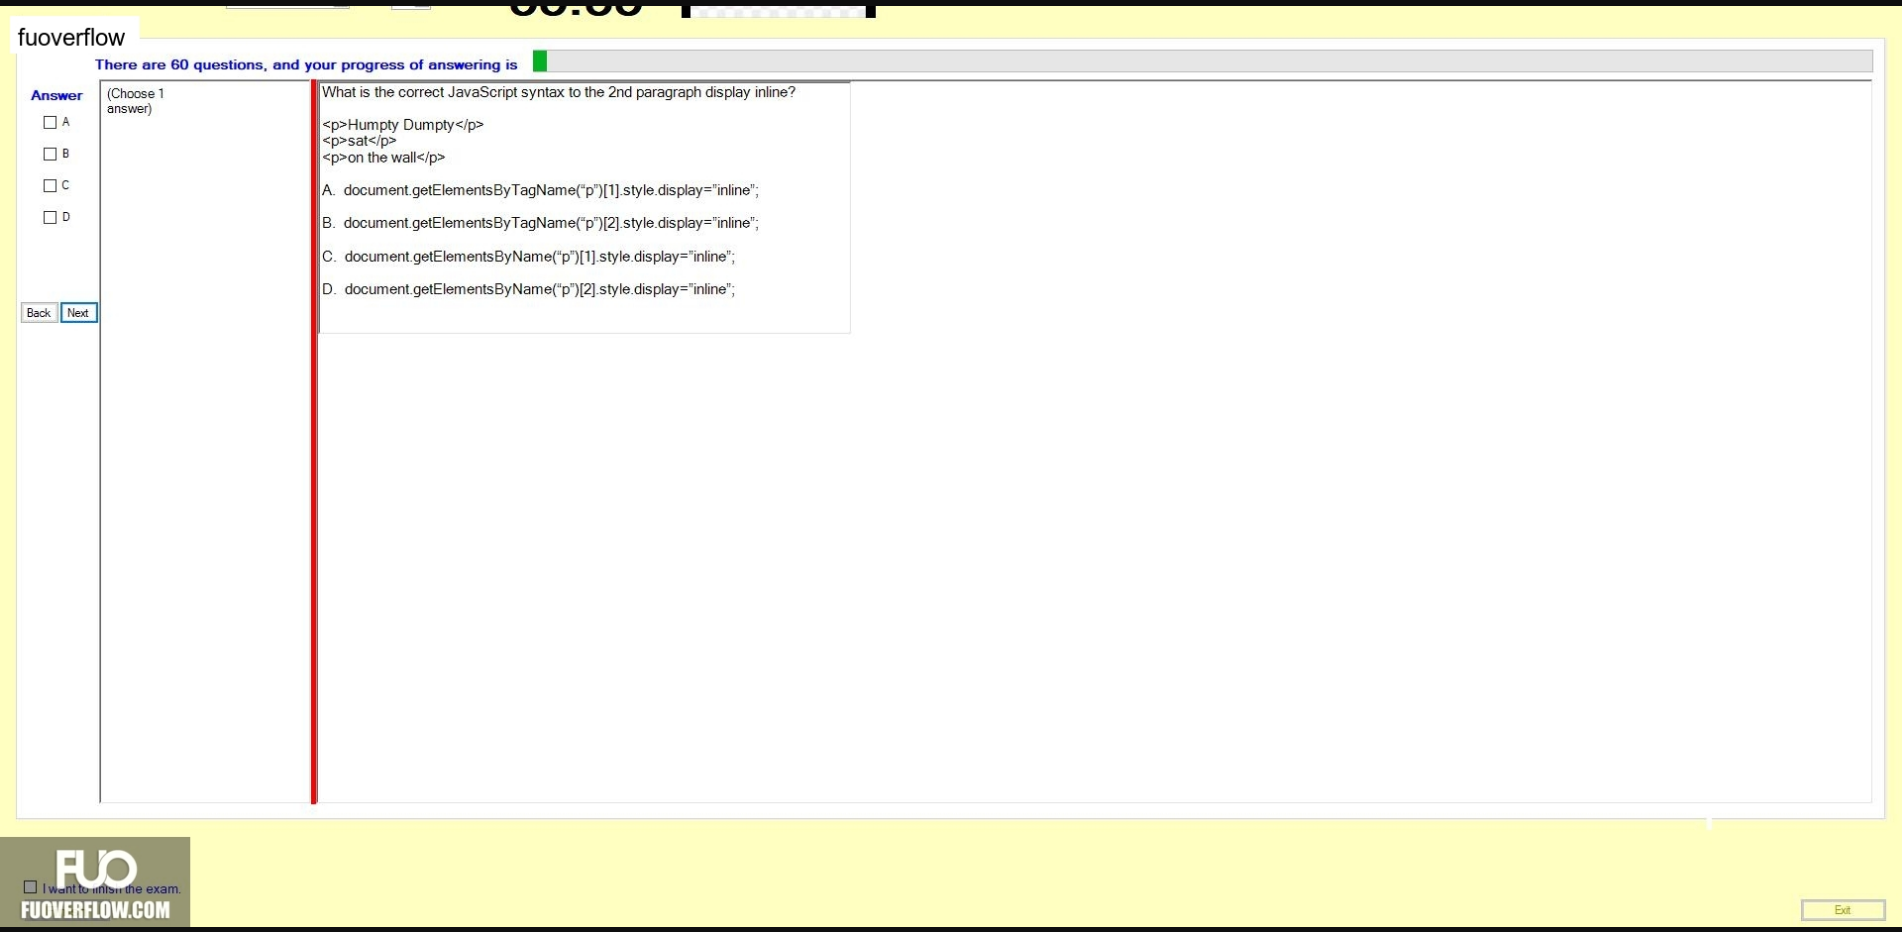 fuoverflow
There are 60 questions, and your progress of answering is
Answer
(Choose 1
answer)
A
B
C
D
Back
Next
What is the correct JavaScript syntax to the 2nd paragraph display inline?
<p>Humpty Dumpty</p>
<p>sat</p>
<p>on the wall</p>
A. document.getElementsByTagName(“p”)[1].style.display=”inline”;
B. document.getElementsByTagName(“p”)[2].style.display=”inline”;
C. document.getElementsByName(“p”)[1].style.display=”inline”;
D. document.getElementsByName(“p”)[2].style.display=”inline”;
FUO
I want to finish the exam.
FUOVERFLOW.COM
Exit